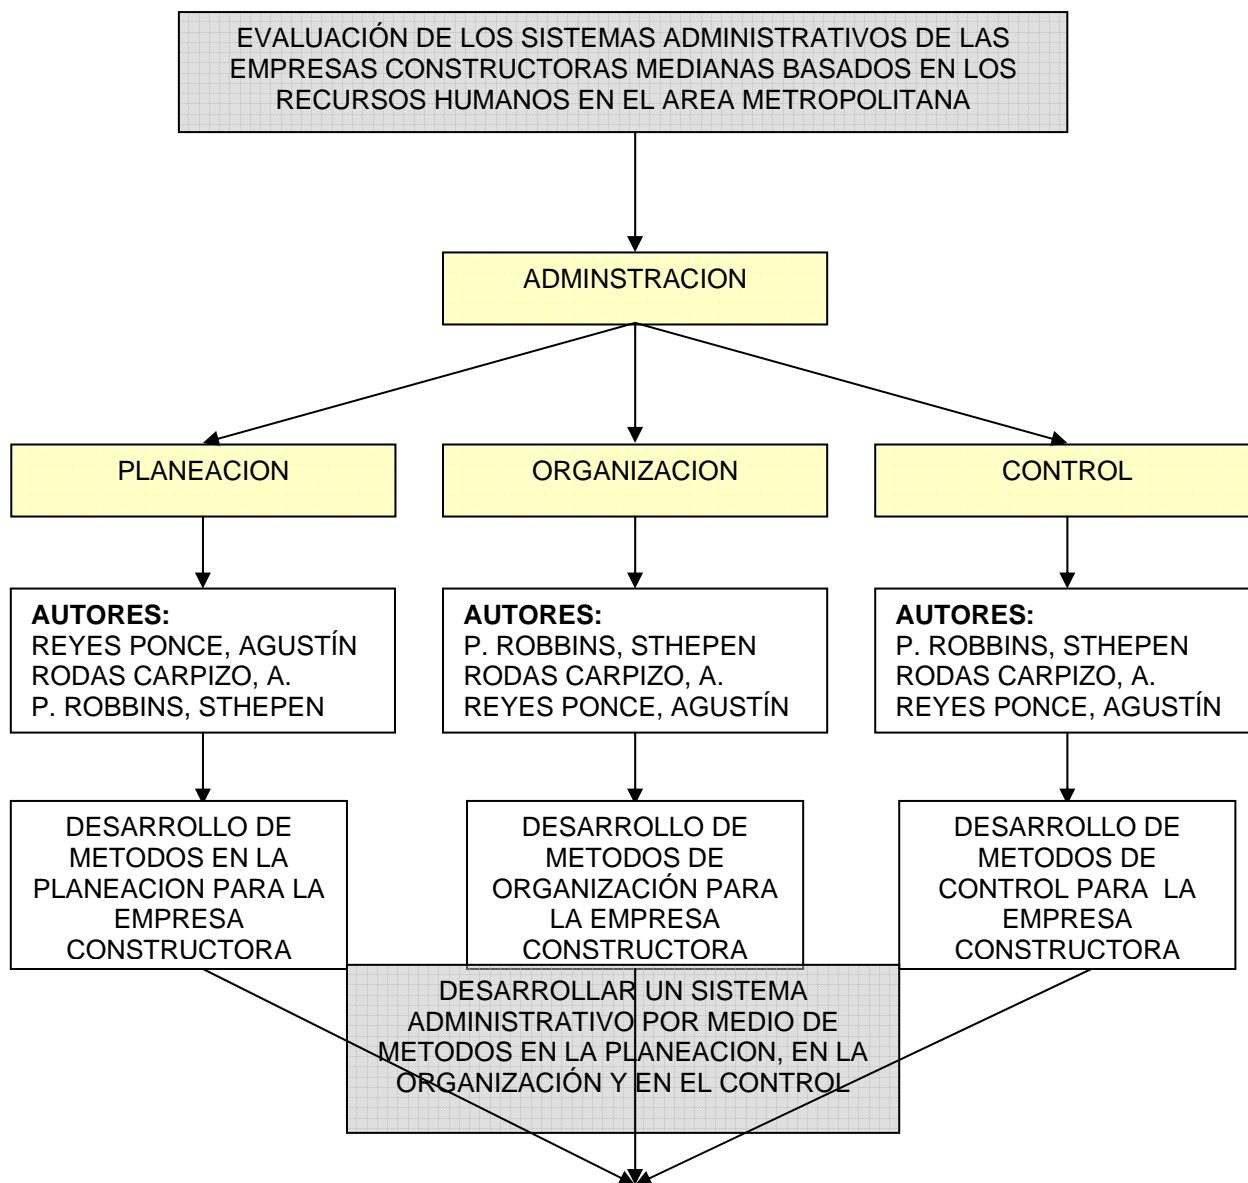 EVALUACIÓN DE LOS SISTEMAS ADMINISTRATIVOS DE LAS
EMPRESAS CONSTRUCTORAS MEDIANAS BASADOS EN LOS
RECURSOS HUMANOS EN EL AREA METROPOLITANA
ADMINSTRACION
PLANEACION
ORGANIZACION
CONTROL
AUTORES:
REYES PONCE, AGUSTÍN
RODAS CARPIZO, A.
P. ROBBINS, STHEPEN
AUTORES:
P. ROBBINS, STHEPEN
RODAS CARPIZO, A.
REYES PONCE, AGUSTÍN
AUTORES:
P. ROBBINS, STHEPEN
RODAS CARPIZO, A.
REYES PONCE, AGUSTÍN
DESARROLLO DE
METODOS EN LA
PLANEACION PARA LA
EMPRESA
CONSTRUCTORA
DESARROLLO DE
METODOS DE
ORGANIZACIÓN PARA
LA EMPRESA
CONSTRUCTORA
DESARROLLO DE
METODOS DE
CONTROL PARA LA
EMPRESA
CONSTRUCTORA
DESARROLLAR UN SISTEMA
ADMINISTRATIVO POR MEDIO DE
METODOS EN LA PLANEACION, EN LA
ORGANIZACIÓN Y EN EL CONTROL